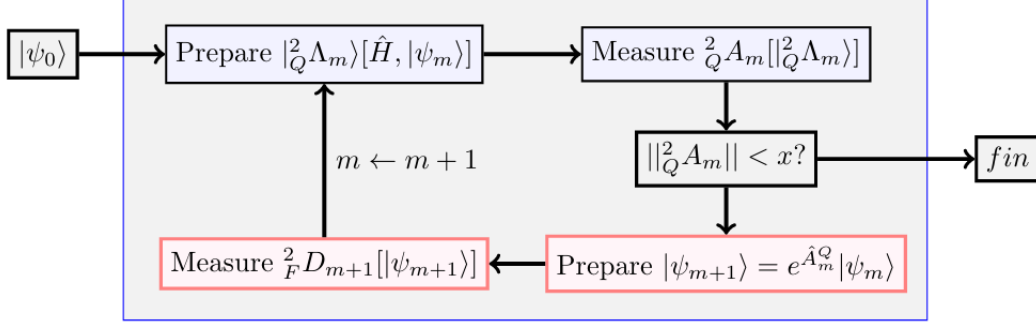 |ψ₀⟩
Prepare |²_QΛ_m⟩[Ĥ, |ψ_m⟩]
Measure ²_QA_m[|²_QΛ_m⟩]
m ← m + 1
||²_QA_m|| < x?
fin
Measure ²_FD_{m+1}[|ψ_{m+1}⟩]
Prepare |ψ_{m+1}⟩ = e^{Â^Q_m}|ψ_m⟩